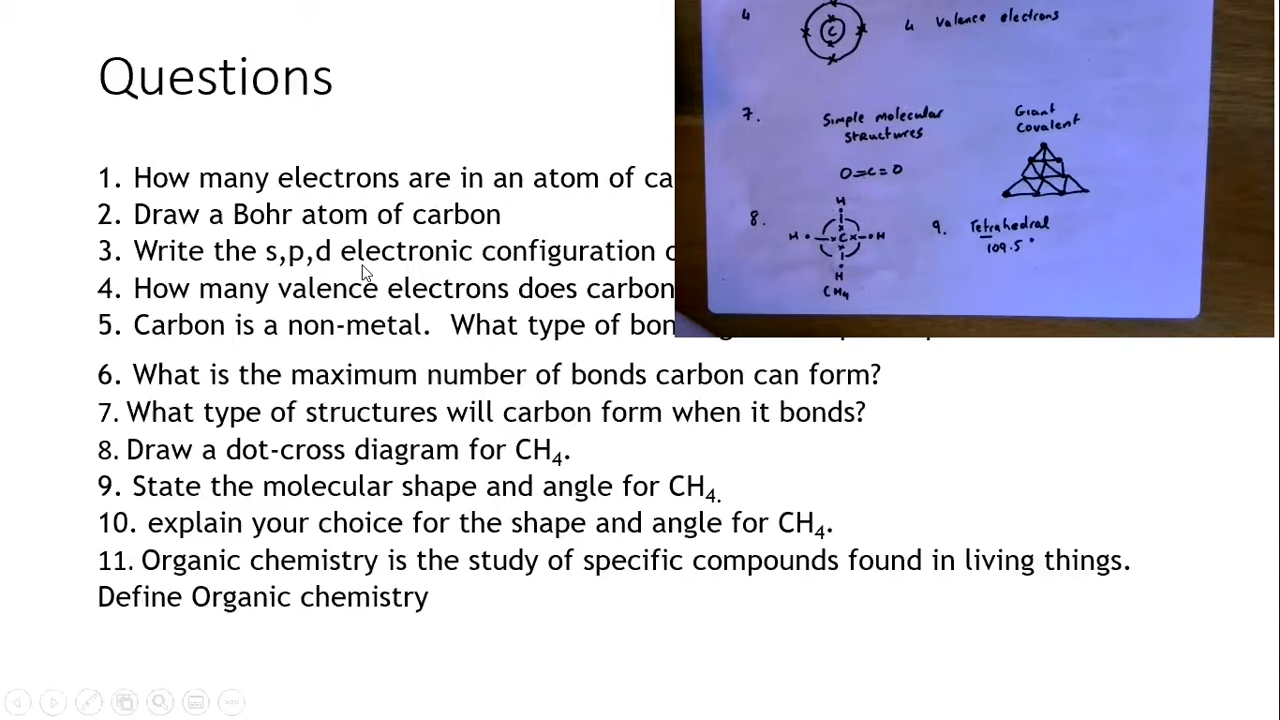 Questions
1. How many electrons are in an atom of ca
2. Draw a Bohr atom of carbon
3. Write the s,p,d electronic configuration
4. How many valence electrons does carbon
5. Carbon is a non-metal. What type of bon
6. What is the maximum number of bonds carbon can form?
7. What type of structures will carbon form when it bonds?
8. Draw a dot-cross diagram for CH4.
9. State the molecular shape and angle for CH4.
10. explain your choice for the shape and angle for CH4.
11. Organic chemistry is the study of specific compounds found in living things.
Define Organic chemistry
4
C
4 Valence electrons
7.
Simple molecular
structures
Giant
Covalent
O=C=O
8.
H
H C H
H
CH4
9. Tetrahedral
109.5°